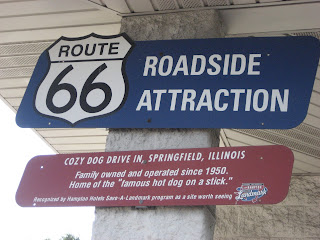 ROUTE
66
ROADSIDE
ATTRACTION
COZY DOG DRIVE IN, SPRINGFIELD, ILLINOIS
Family owned and operated since 1950.
Home of the "famous hot dog on a stick."
Recognized by Hampton Hotels Save-A-Landmark program as a site worth seeing
Landmark